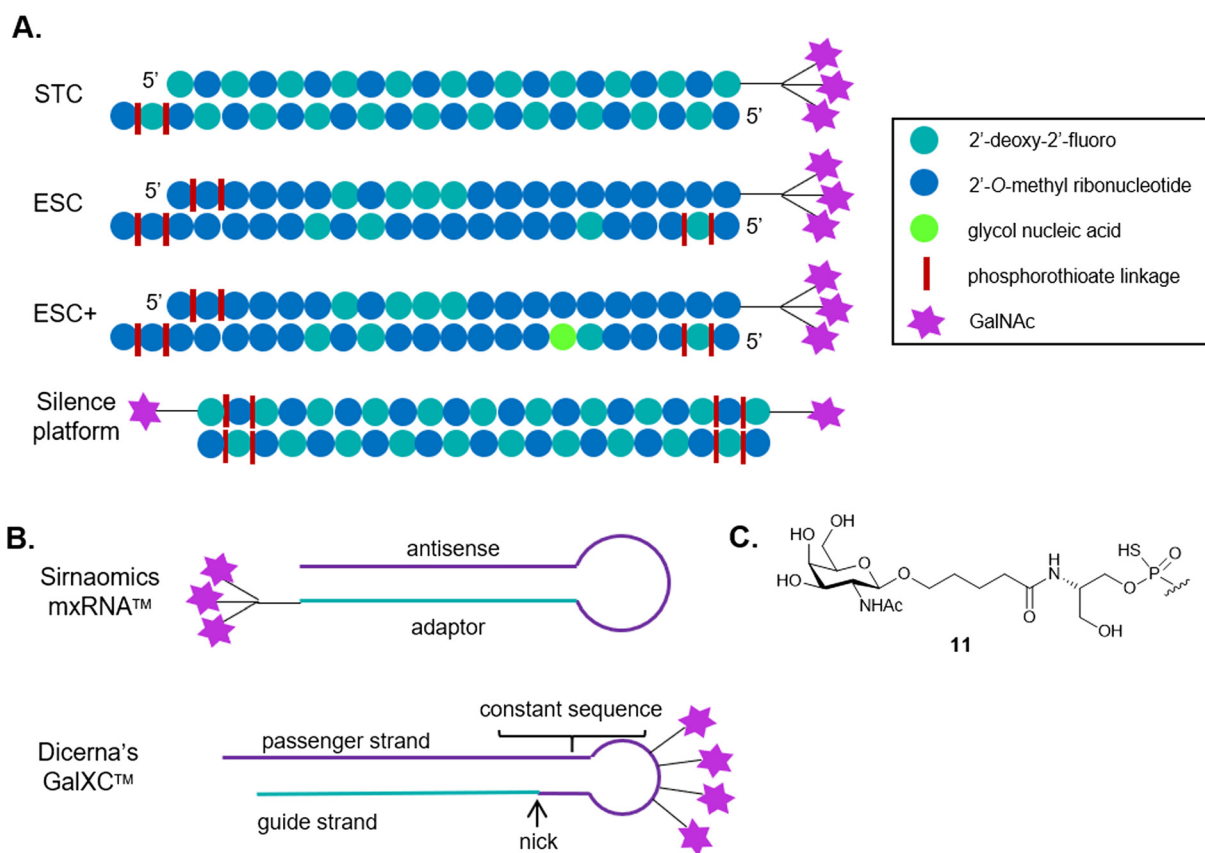 A.
STC
5’
5’
ESC
5’
5’
ESC+
5’
5’
Silence
platform
2’-deoxy-2’-fluoro
2’-O-methyl ribonucleotide
glycol nucleic acid
phosphorothioate linkage
GalNAc
B.
Sirnaomics
mxRNA™
antisense
adaptor
Dicerna’s
GalXC™
constant sequence
passenger strand
guide strand
nick
C.
OH
HO
HO
O
O
NHAc
O
H
N
OH
O
HS
P
O
11